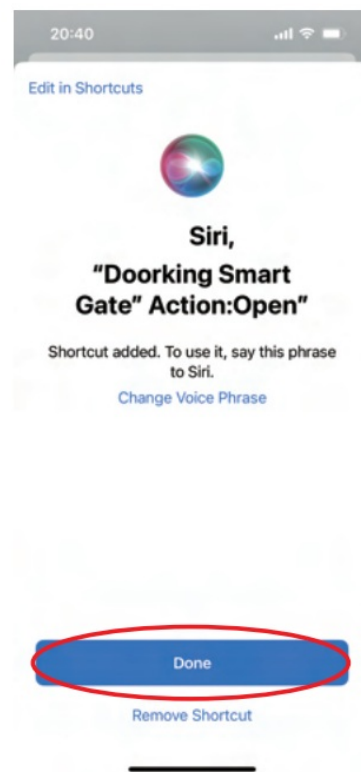 20:40
Edit in Shortcuts
Siri,
“Doorking Smart
Gate” Action:Open”
Shortcut added. To use it, say this phrase
to Siri.
Change Voice Phrase
Done
Remove Shortcut